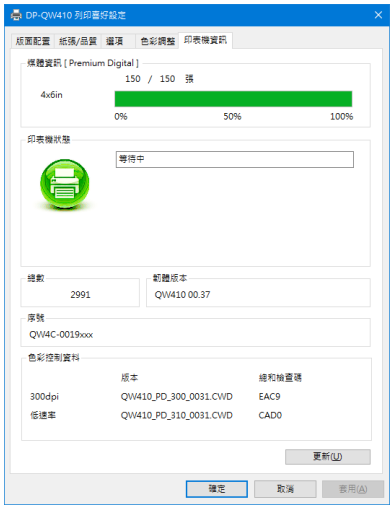 DP-QW410 列印喜好設定
版面配置 紙張/品質 選項 色彩調整 印表機資訊
媒體資訊 [ Premium Digital ]
150 / 150 張
4x6in
0% 50% 100%
印表機狀態
等待中
總數 韌體版本
2991 QW410 00.37
序號
QW4C-0019xxx
色彩控制資料
版本 總和檢查碼
300dpi QW410_PD_300_0031.CWD EAC9
低速率 QW410_PD_310_0031.CWD CAD0
更新(U)
確定 取消 套用(A)